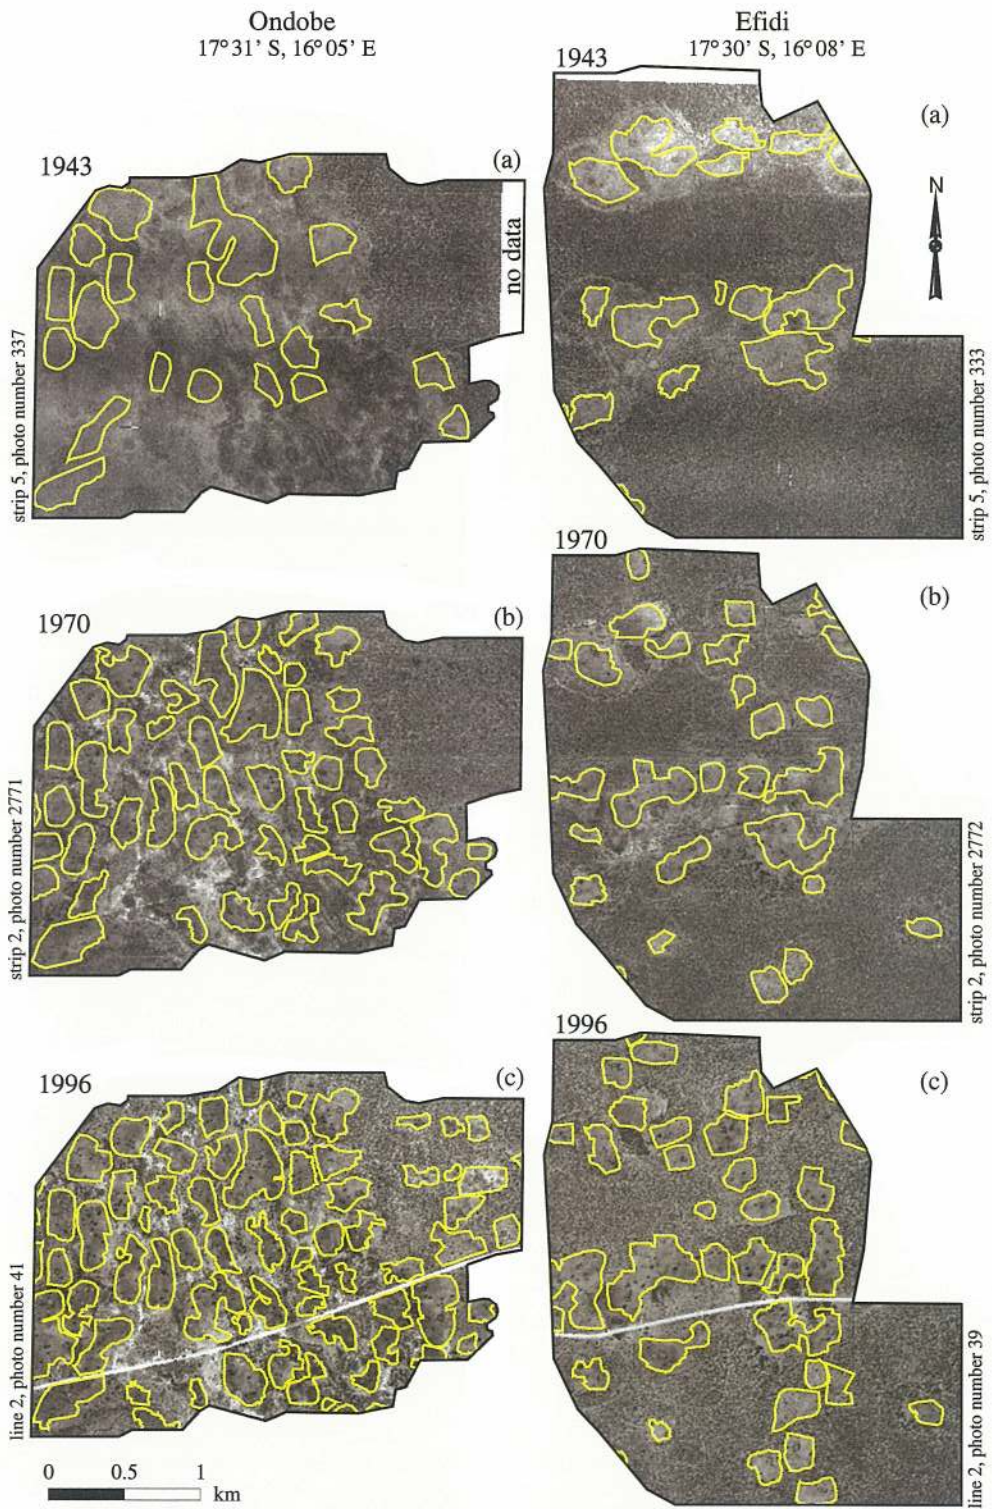 Ondobe
17°31’ S, 16°05’ E
Efidi
17°30’ S, 16°08’ E
1943
(a)
no data
strip 5, photo number 337
1943
(a)
N
strip 5, photo number 333
1970
(b)
strip 2, photo number 2771
1970
(b)
strip 2, photo number 2772
1996
(c)
line 2, photo number 41
1996
(c)
line 2, photo number 39
0 0.5 1
km